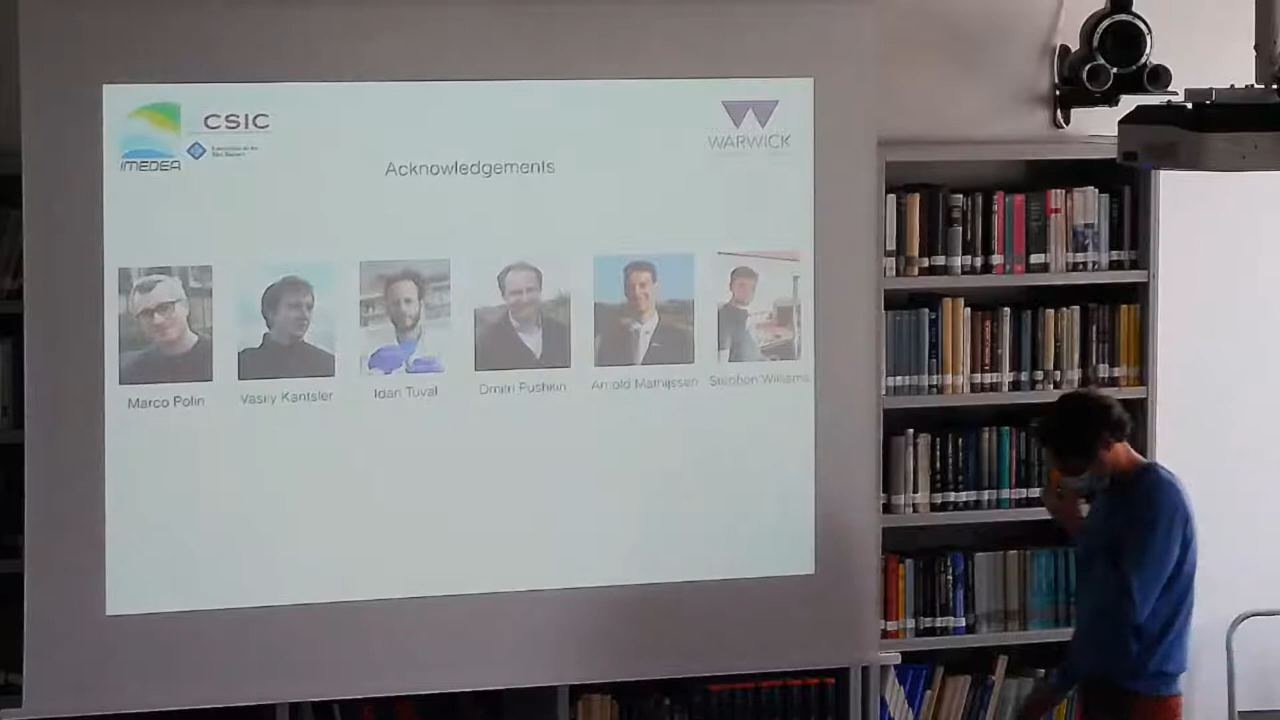 CSIC
IMEDEA
WARWICK
Acknowledgements
Marco Polin
Vasily Kantsler
Idan Tuval
Dmitri Pushkin
Arnold Mathijssen
Stephen Williams